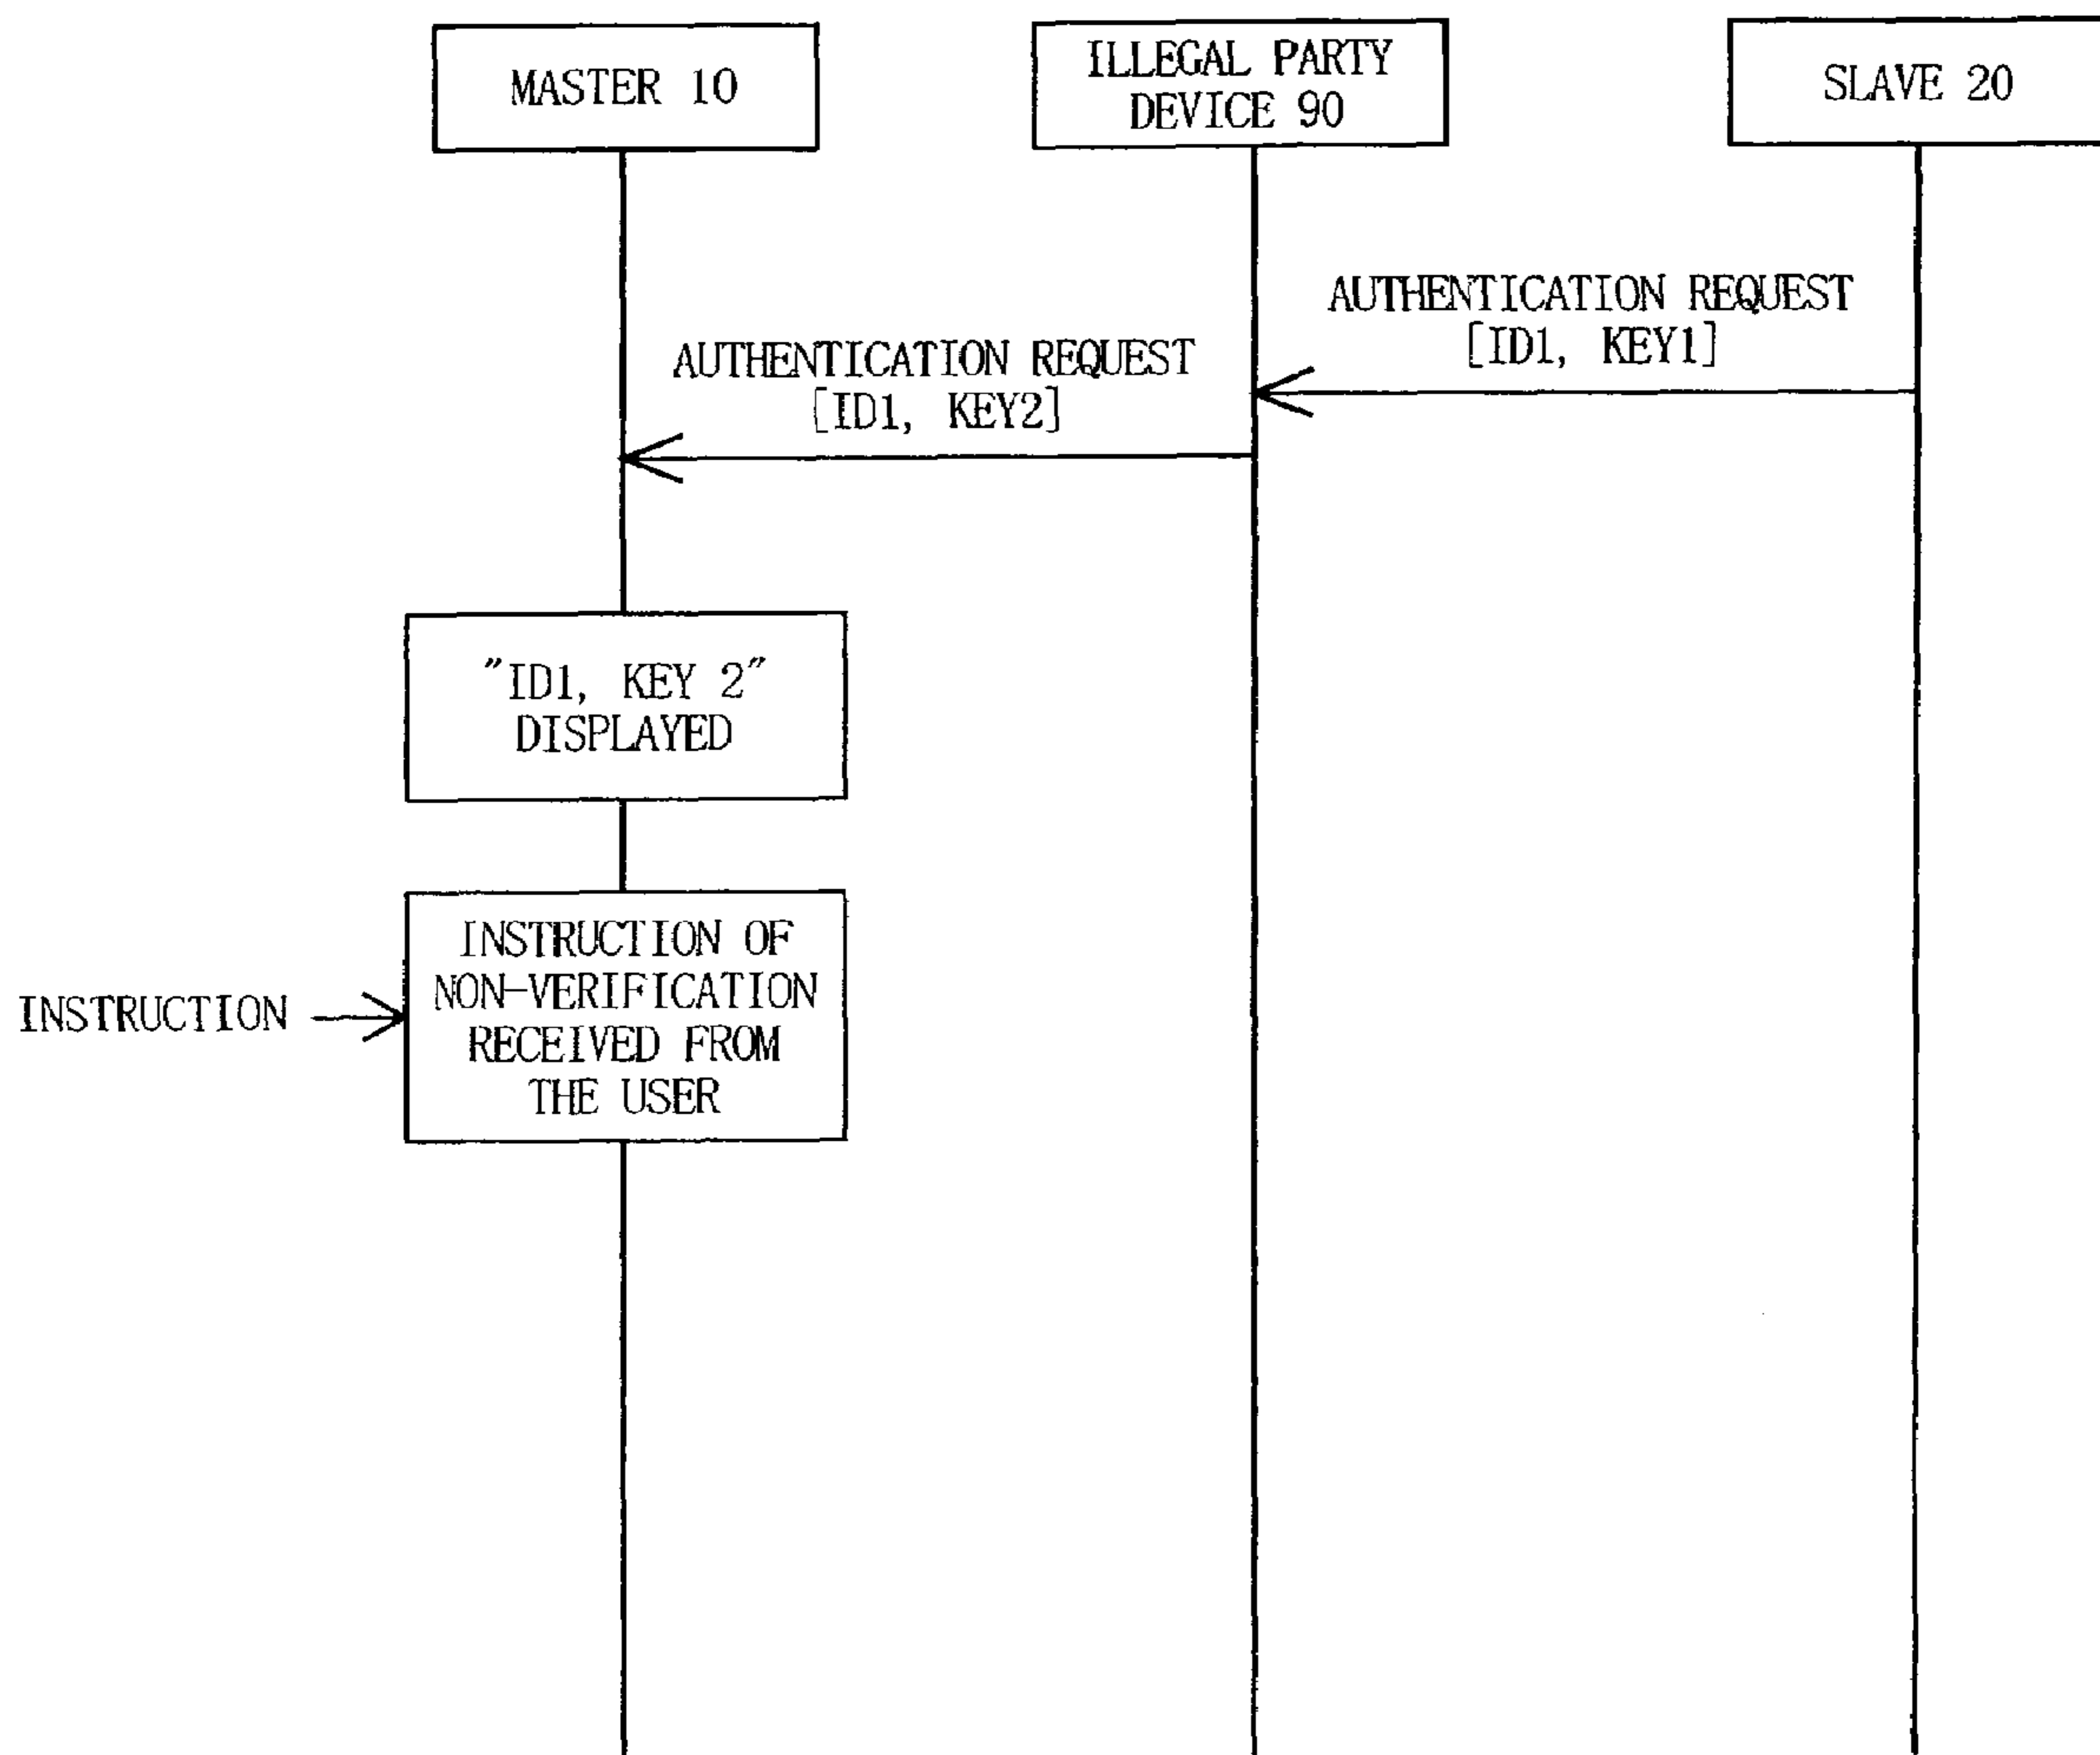 MASTER 10
ILLEGAL PARTY
DEVICE 90
SLAVE 20
AUTHENTICATION REQUEST
[ID1, KEY1]
AUTHENTICATION REQUEST
[ID1, KEY2]
"ID1, KEY 2"
DISPLAYED
INSTRUCTION
INSTRUCTION OF
NON-VERIFICATION
RECEIVED FROM
THE USER